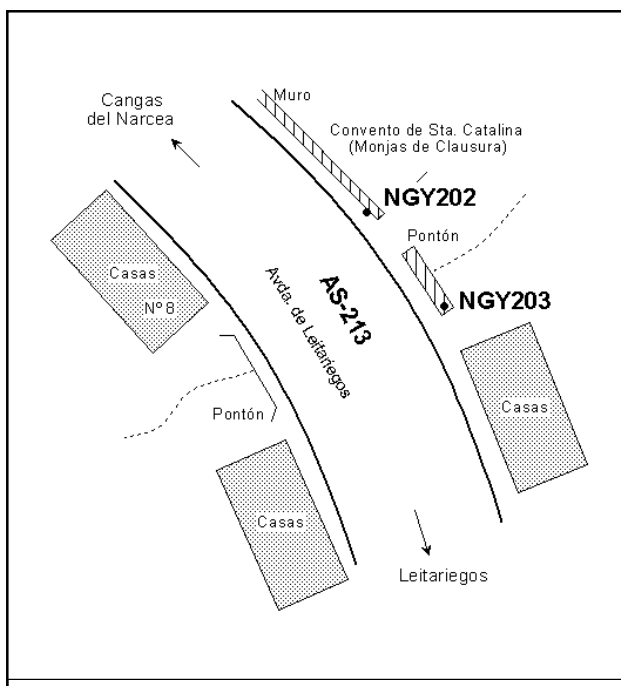 Cangas
del Narcea
Muro
Convento de Sta. Catalina
(Monjas de Clausura)
NGY202
Pontón
NGY203
Casas
Nº 8
AS-213
Avda. de Leitariegos
Casas
Pontón
Casas
Leitariegos